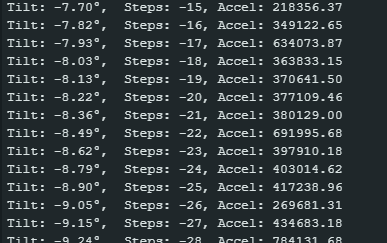 Tilt: -7.70°,  Steps: -15, Accel: 218356.37
Tilt: -7.82°,  Steps: -16, Accel: 349122.65
Tilt: -7.93°,  Steps: -17, Accel: 634073.87
Tilt: -8.03°,  Steps: -18, Accel: 363833.15
Tilt: -8.13°,  Steps: -19, Accel: 370641.50
Tilt: -8.22°,  Steps: -20, Accel: 377109.46
Tilt: -8.36°,  Steps: -21, Accel: 380129.00
Tilt: -8.49°,  Steps: -22, Accel: 691995.68
Tilt: -8.62°,  Steps: -23, Accel: 397910.18
Tilt: -8.79°,  Steps: -24, Accel: 403014.62
Tilt: -8.90°,  Steps: -25, Accel: 417238.96
Tilt: -9.05°,  Steps: -26, Accel: 269681.31
Tilt: -9.15°,  Steps: -27, Accel: 434683.18
Tilt: -9.24°,  Steps: -28, Accel: 784131.68